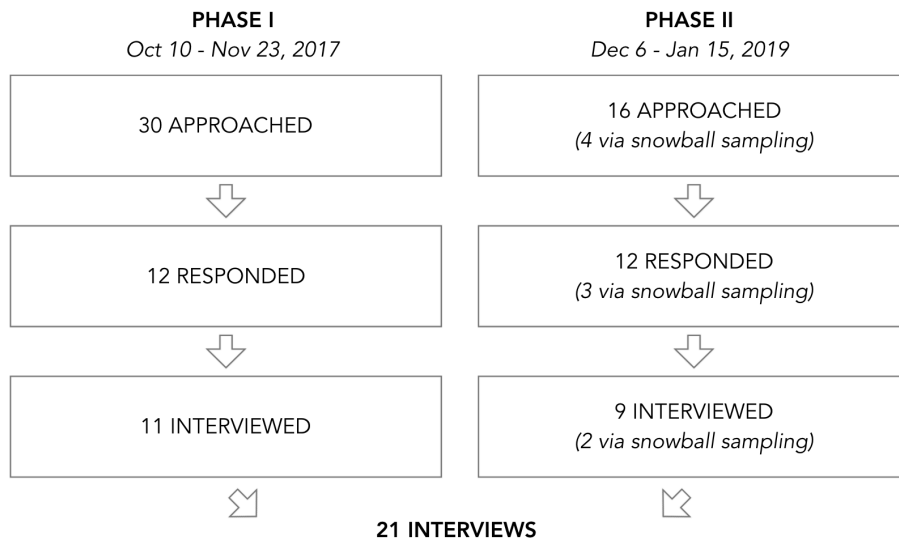 PHASE I
Oct 10 - Nov 23, 2017
30 APPROACHED
12 RESPONDED
11 INTERVIEWED
PHASE II
Dec 6 - Jan 15, 2019
16 APPROACHED
(4 via snowball sampling)
12 RESPONDED
(3 via snowball sampling)
9 INTERVIEWED
(2 via snowball sampling)
21 INTERVIEWS